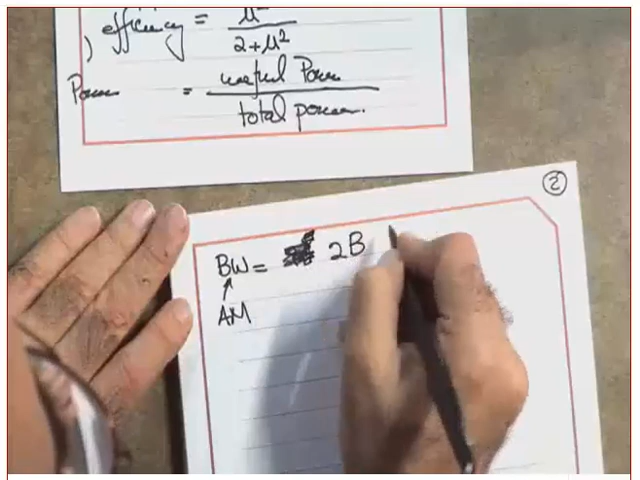 efficiency = μ²
2 + μ²
Power = useful Power
total power.
②
BW = 2B
AM